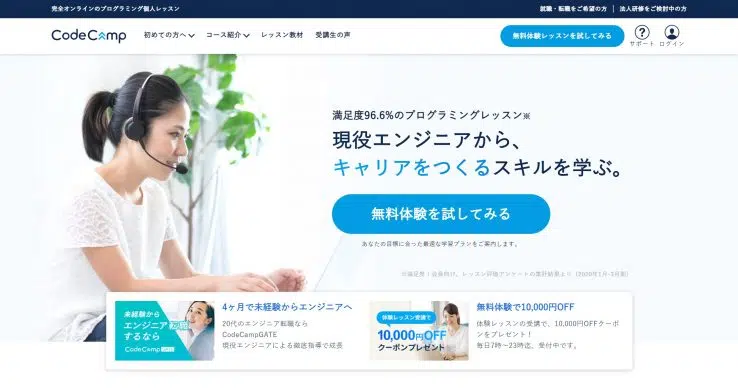 完全オンラインのプログラミング個人レッスン
就職・転職をご希望の方 | 法人研修をご検討中の方
CodeCamp
初めての方へ
コース紹介
レッスン教材
受講生の声
無料体験レッスンを試してみる
サポート
ログイン
満足度96.6%のプログラミングレッスン※
現役エンジニアから、
キャリアをつくるスキルを学ぶ。
無料体験を試してみる
あなたの目標に合った最適な学習プランをご案内します。
※満足度:会員向け、レッスン評価アンケートの集計結果より(2020年1月-3月期)
未経験から
エンジニア転職
するなら
CodeCamp GATE
4ヶ月で未経験からエンジニアへ
20代のエンジニア転職なら
CodeCampGATE
現役エンジニアによる徹底指導で成長
体験レッスン受講で
10,000円OFF
クーポンプレゼント
無料体験で10,000円OFF
体験レッスンの受講で、10,000円OFFクーポ
ンをプレゼント!
毎日7時〜23時迄、受付中です。